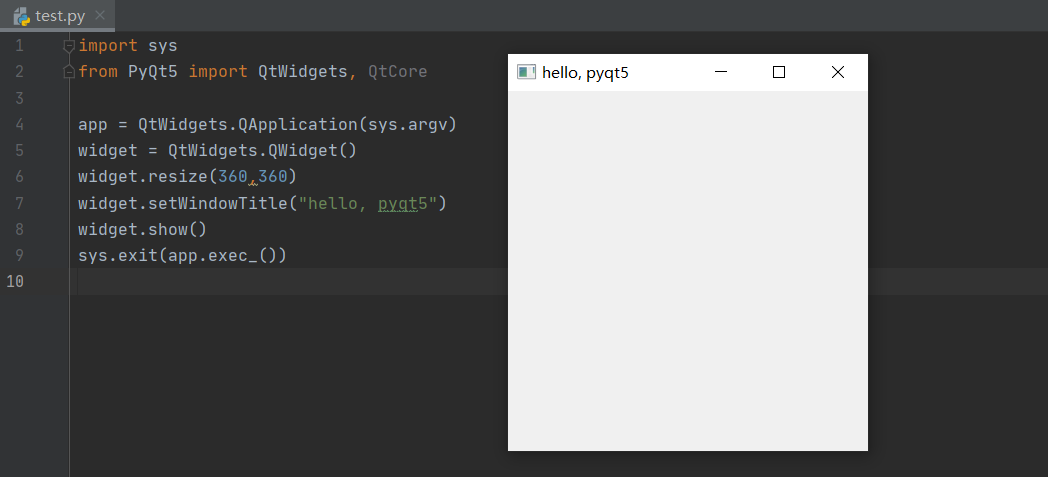 test.py
1 import sys
2 from PyQt5 import QtWidgets, QtCore
3
4 app = QtWidgets.QApplication(sys.argv)
5 widget = QtWidgets.QWidget()
6 widget.resize(360,360)
7 widget.setWindowTitle("hello, pyqt5")
8 widget.show()
9 sys.exit(app.exec_())
10
hello, pyqt5